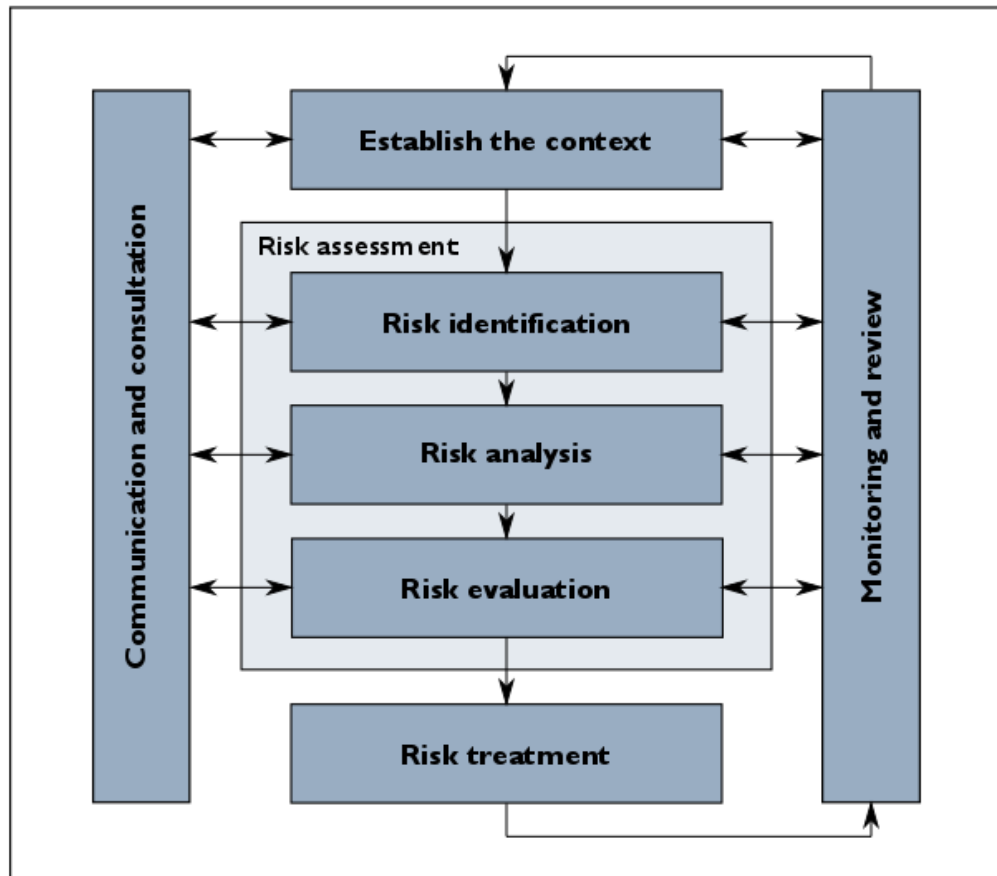 Establish the context
Risk assessment
Risk identification
Risk analysis
Risk evaluation
Risk treatment
Communication and consultation
Monitoring and review